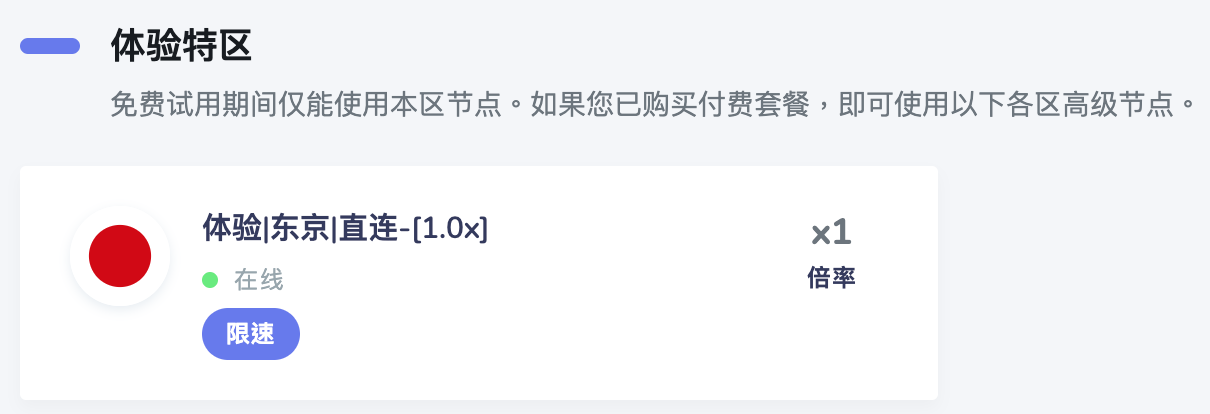 体验特区
免费试用期间仅能使用本区节点。如果您已购买付费套餐，即可使用以下各区高级节点。
体验|东京|直连-[1.0x]
x1
在线
倍率
限速